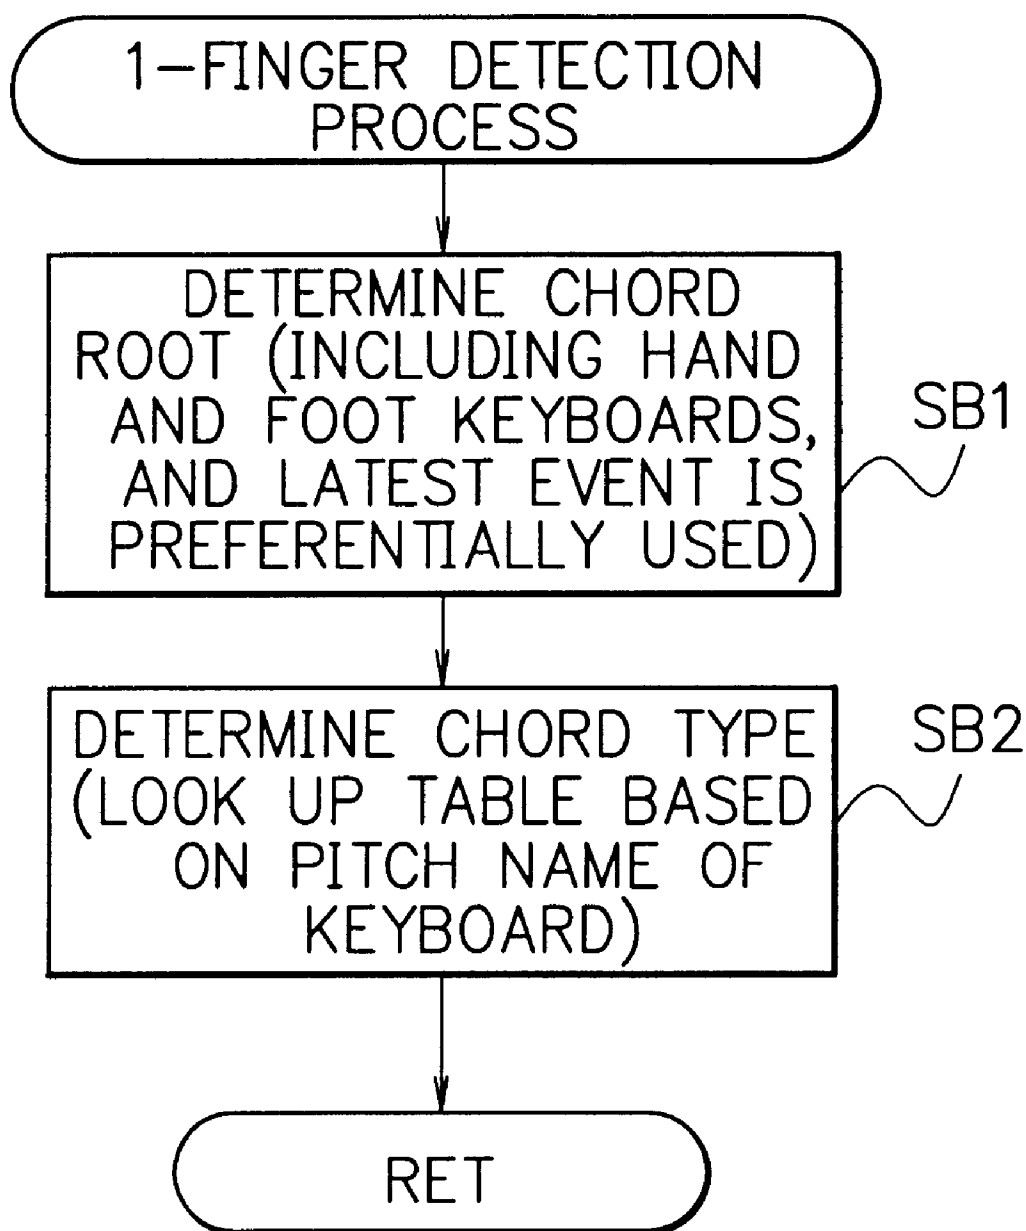 1-FINGER DETECTION
PROCESS
DETERMINE CHORD
ROOT (INCLUDING HAND
AND FOOT KEYBOARDS,
AND LATEST EVENT IS
PREFERENTIALLY USED)
SB1
DETERMINE CHORD TYPE
(LOOK UP TABLE BASED
ON PITCH NAME OF
KEYBOARD)
SB2
RET